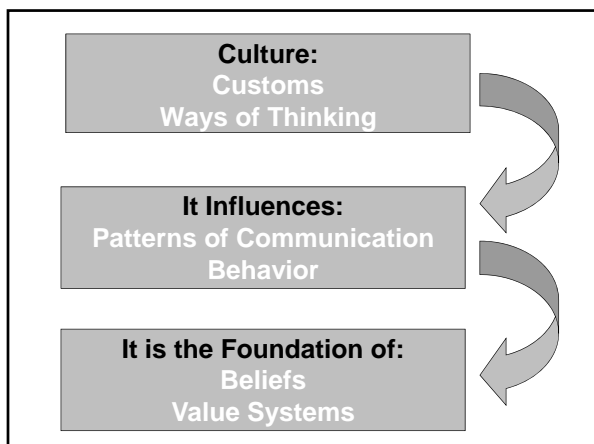 Culture:
Customs
Ways of Thinking
It Influences:
Patterns of Communication
Behavior
It is the Foundation of:
Beliefs
Value Systems